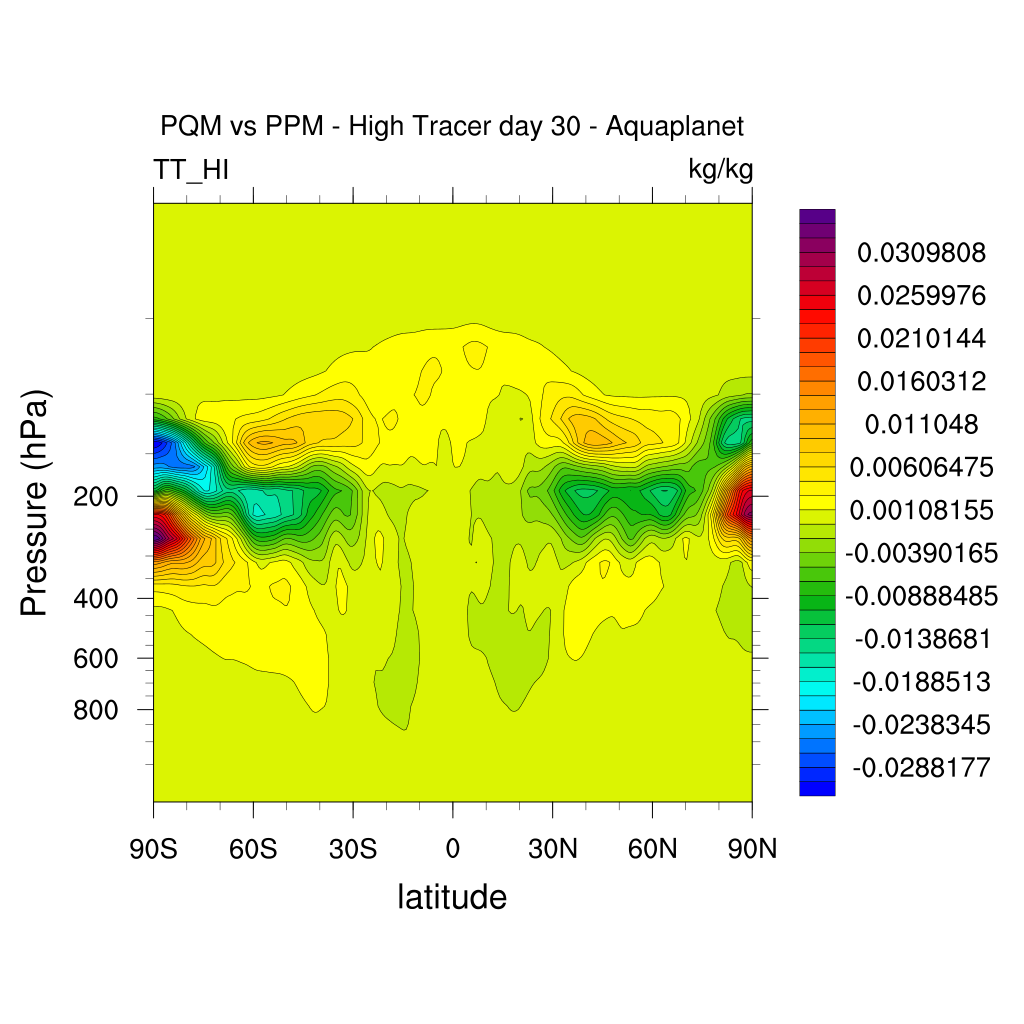 PQM vs PPM - High Tracer day 30 - Aquaplanet
TT_HI
kg/kg
Pressure (hPa)
200
400
600
800
90S
60S
30S
0
30N
60N
90N
latitude
0.0309808
0.0259976
0.0210144
0.0160312
0.011048
0.00606475
0.00108155
-0.00390165
-0.00888485
-0.0138681
-0.0188513
-0.0238345
-0.0288177